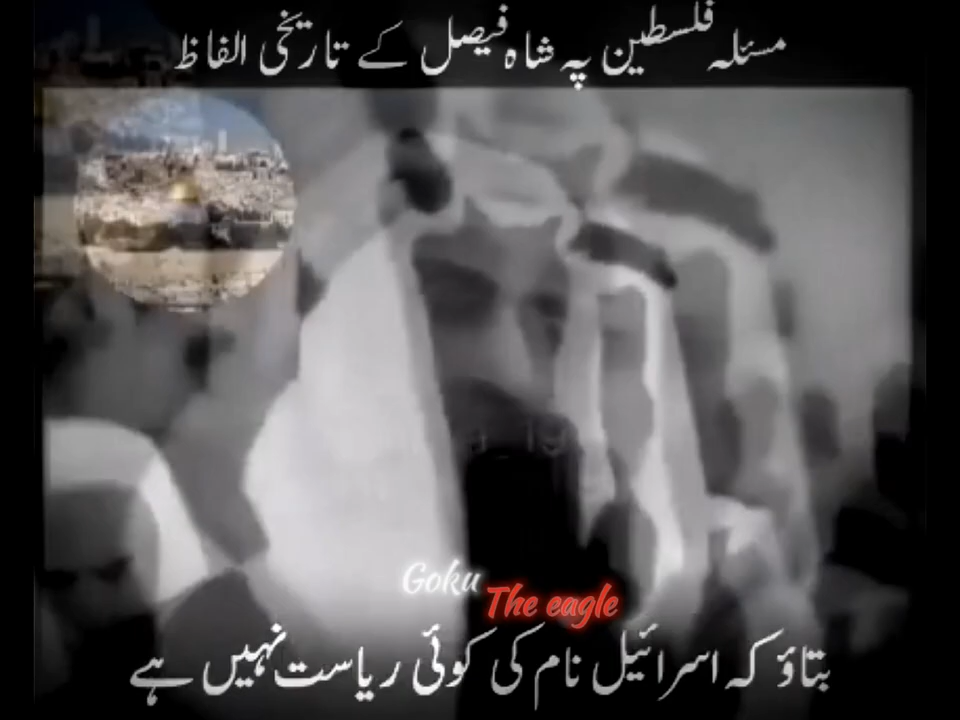 مسئلہ فلسطین پہ شاہ فیصل کے تاریخی الفاظ
Goku
The eagle
بتاؤ کہ اسرائیل نام کی کوئی ریاست نہیں ہے